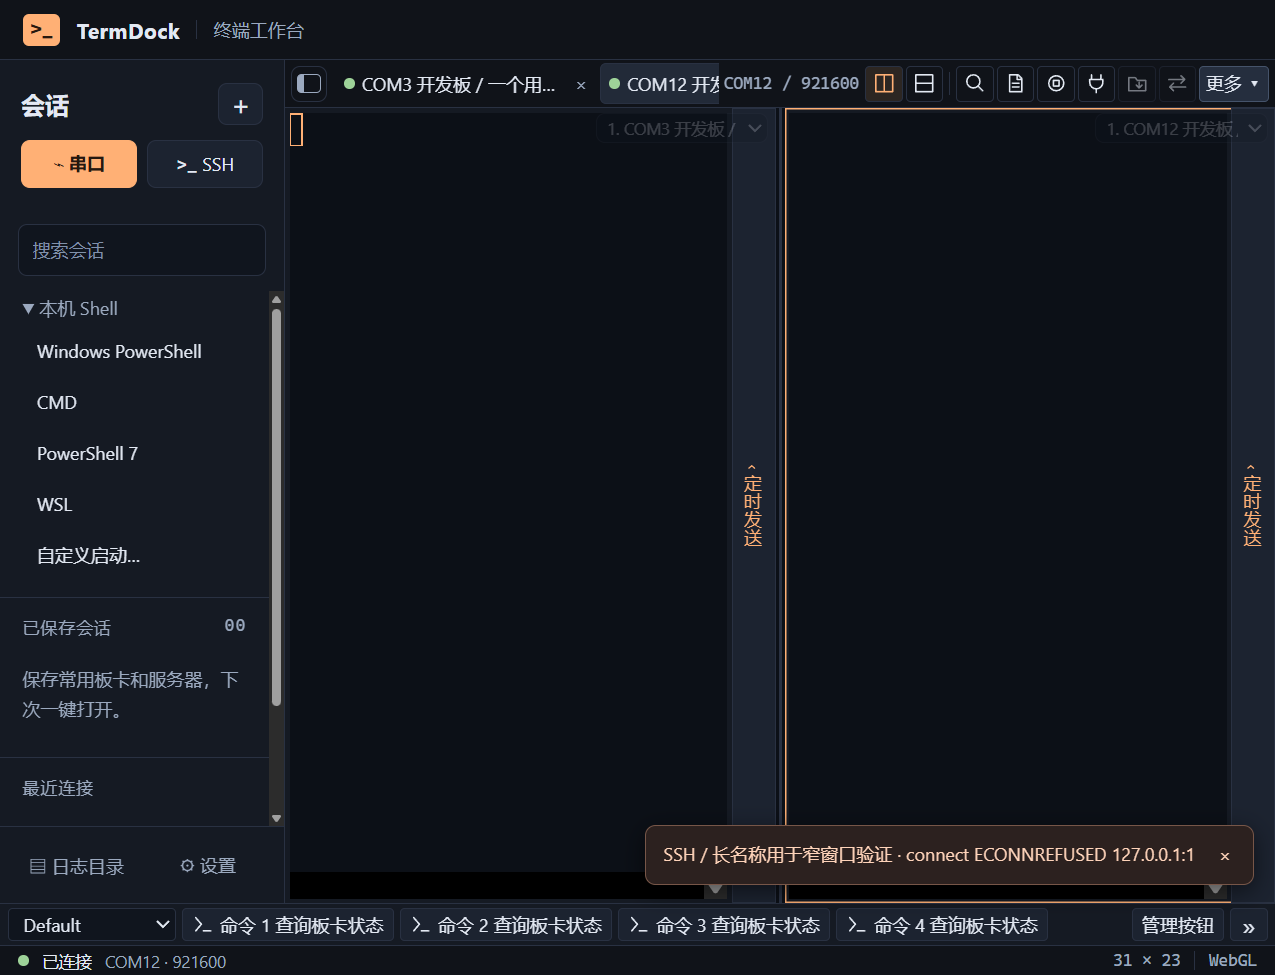 >_ TermDock 终端工作台
会话 +
串口 >_ SSH
搜索会话
▼ 本机 Shell
Windows PowerShell
CMD
PowerShell 7
WSL
自定义启动...
已保存会话 00
保存常用板卡和服务器，下
次一键打开。
最近连接
日志目录 设置
COM3 开发板 / 一个用... × COM12 开发 COM12 / 921600 更多 ▾
1. COM3 开发板 /
定时发送
1. COM12 开发板
定时发送
SSH / 长名称用于窄窗口验证 · connect ECONNREFUSED 127.0.0.1:1 ×
Default >_ 命令 1 查询板卡状态 >_ 命令 2 查询板卡状态 >_ 命令 3 查询板卡状态 >_ 命令 4 查询板卡状态 管理按钮 »
已连接 COM12 · 921600 31 × 23 WebGL